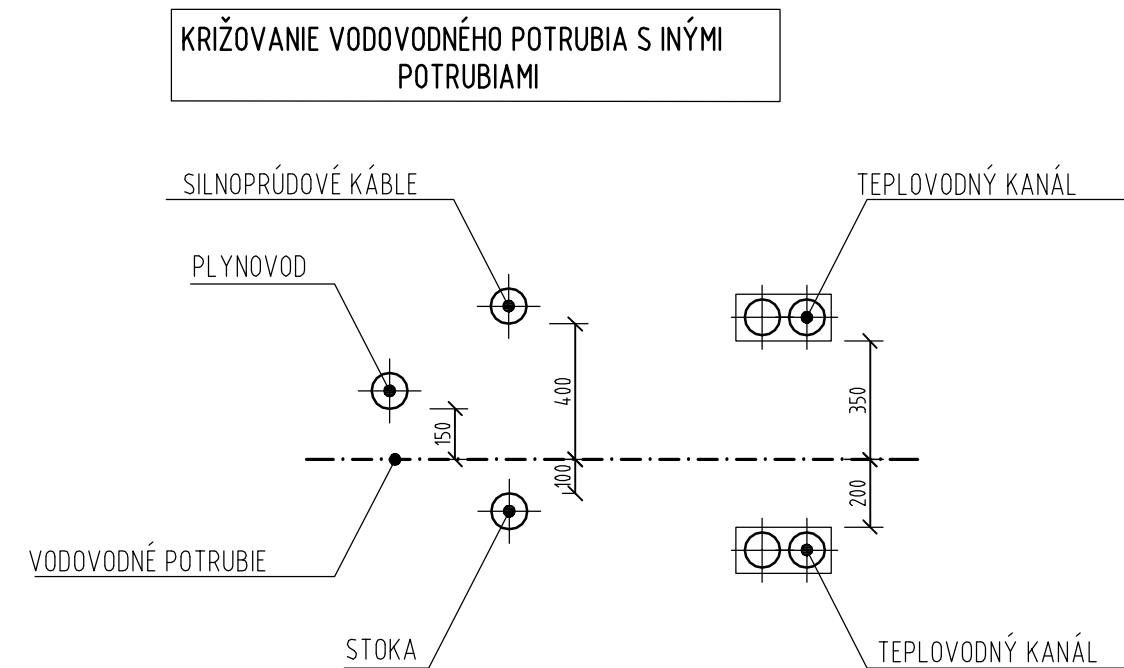 KRIŽOVANIE VODOVODNÉHO POTRUBIA S INÝMI
POTRUBIAMI
SILNOPRÚDOVÉ KÁBLE
TEPLOVODNÝ KANÁL
PLYNOVOD
400
350
150
100
200
VODOVODNÉ POTRUBIE
STOKA
TEPLOVODNÝ KANÁL